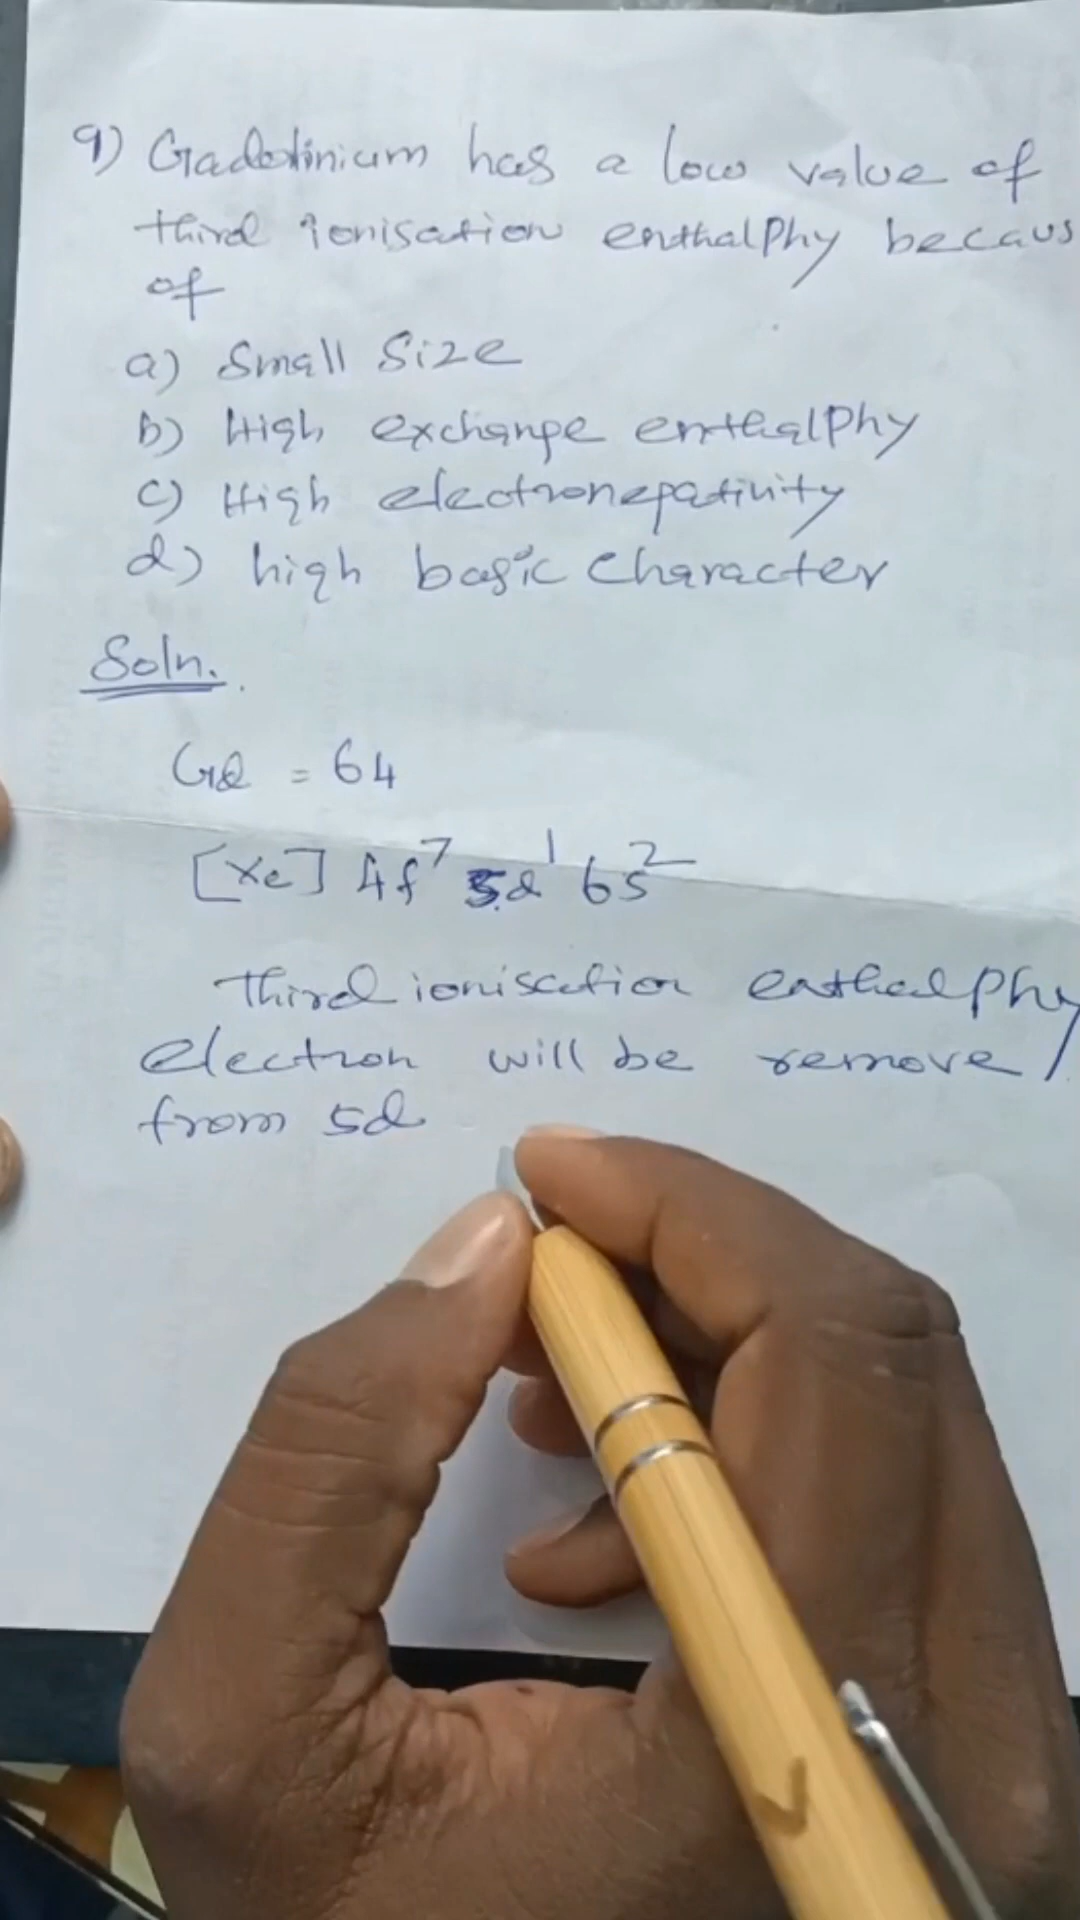 9) Gadolinium has a low value of
third ionisation enthalphy becaus
of
a) Small Size
b) High exchange enthalphy
c) High electronegativity
d) high basic character
Soln.
Gd = 64
[Xe] 4f⁷ 5d¹ 6s²
Third ionisation enthalphy
electron will be remove
from 5d